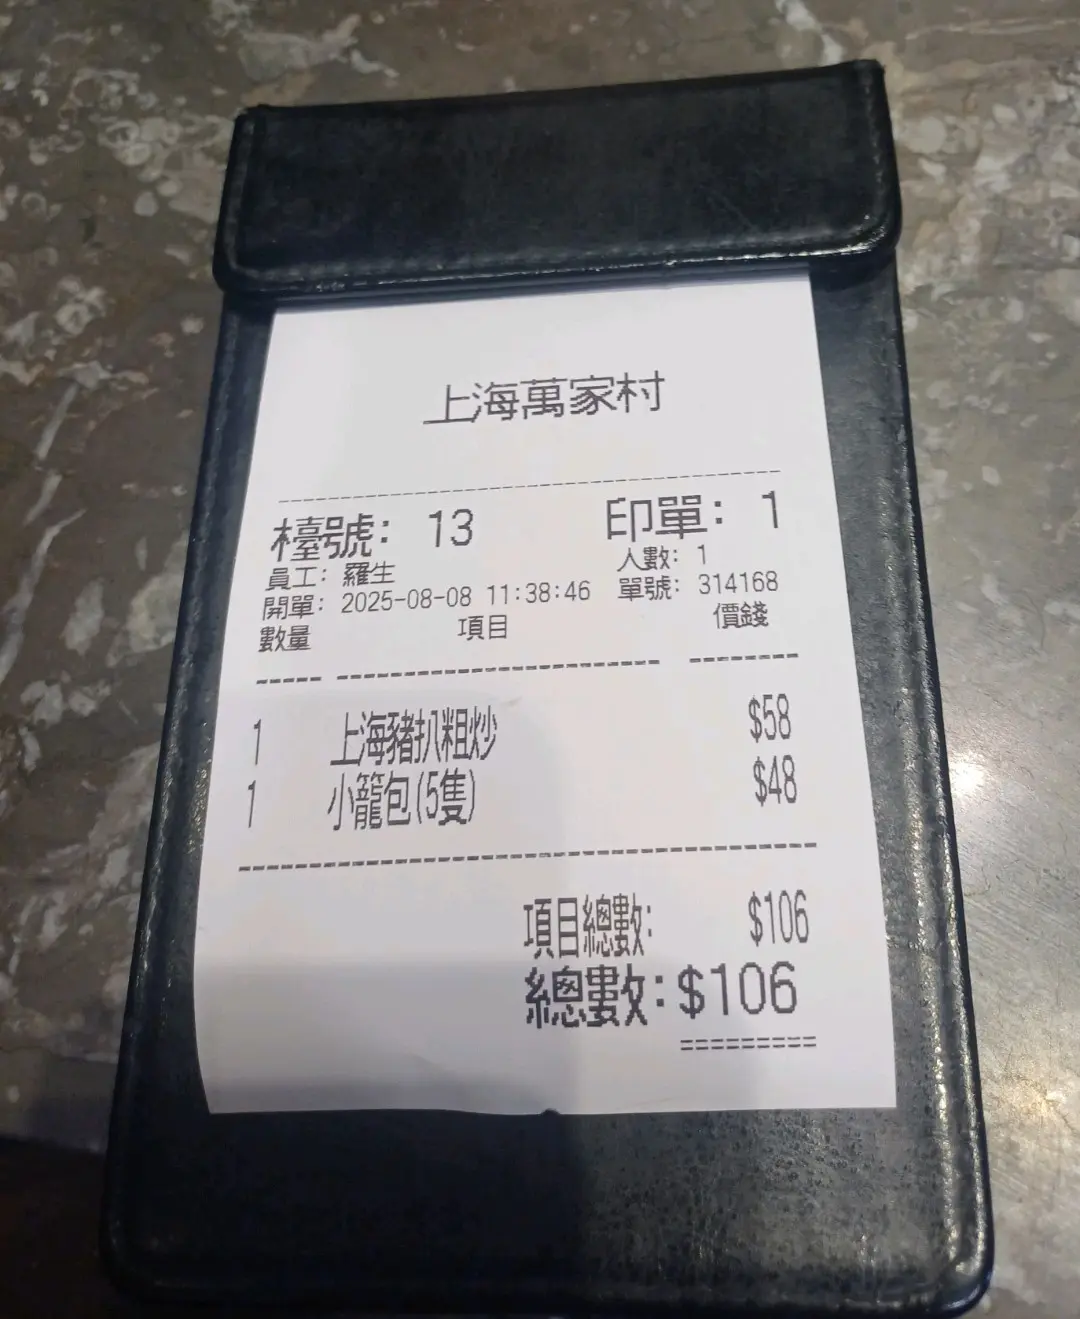 上海萬家村
檯號: 13 印單: 1
員工: 羅生 人數: 1
開單: 2025-08-08 11:38:46 單號: 314168
數量 項目 價錢
1 上海豬扒粗炒 $58
1 小籠包(5隻) $48
項目總數: $106
總數:$106